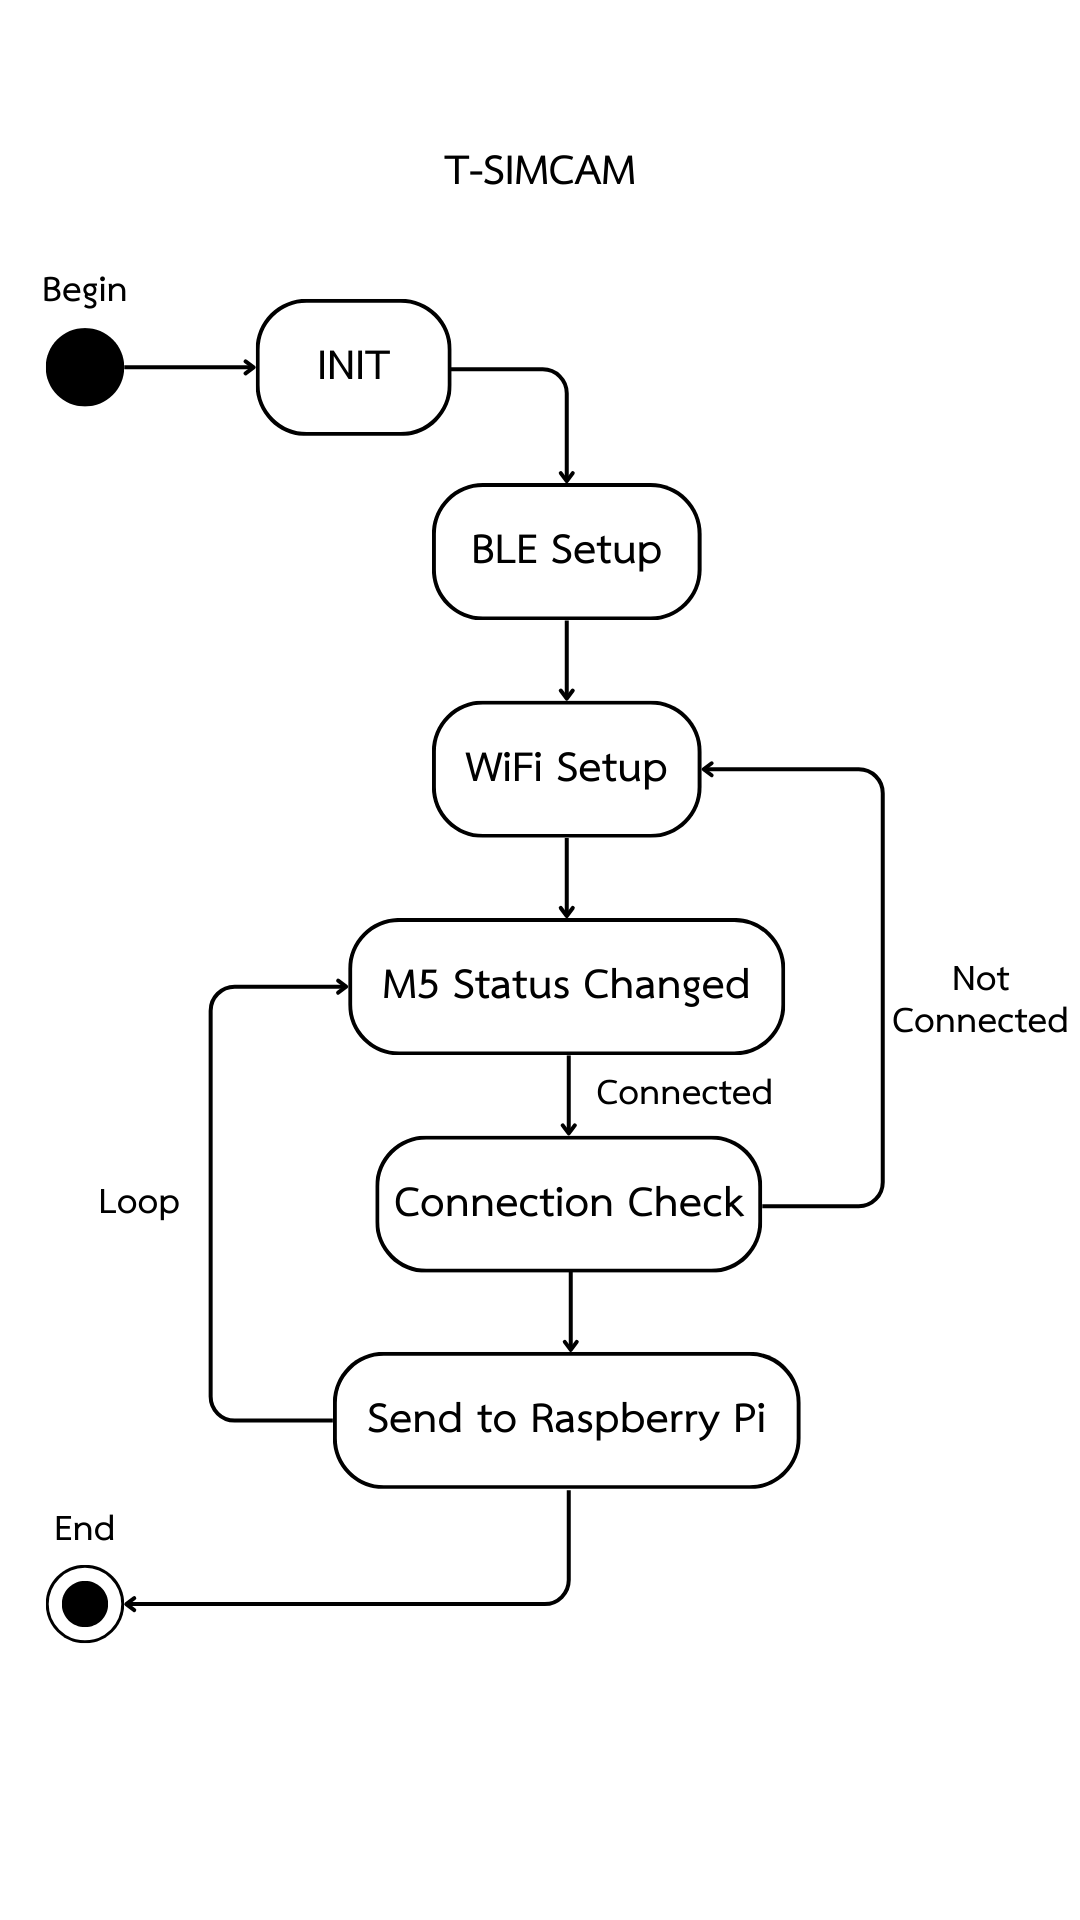 T-SIMCAM
Begin
INIT
BLE Setup
WiFi Setup
M5 Status Changed
Not
Connected
Connected
Connection Check
Loop
Send to Raspberry Pi
End